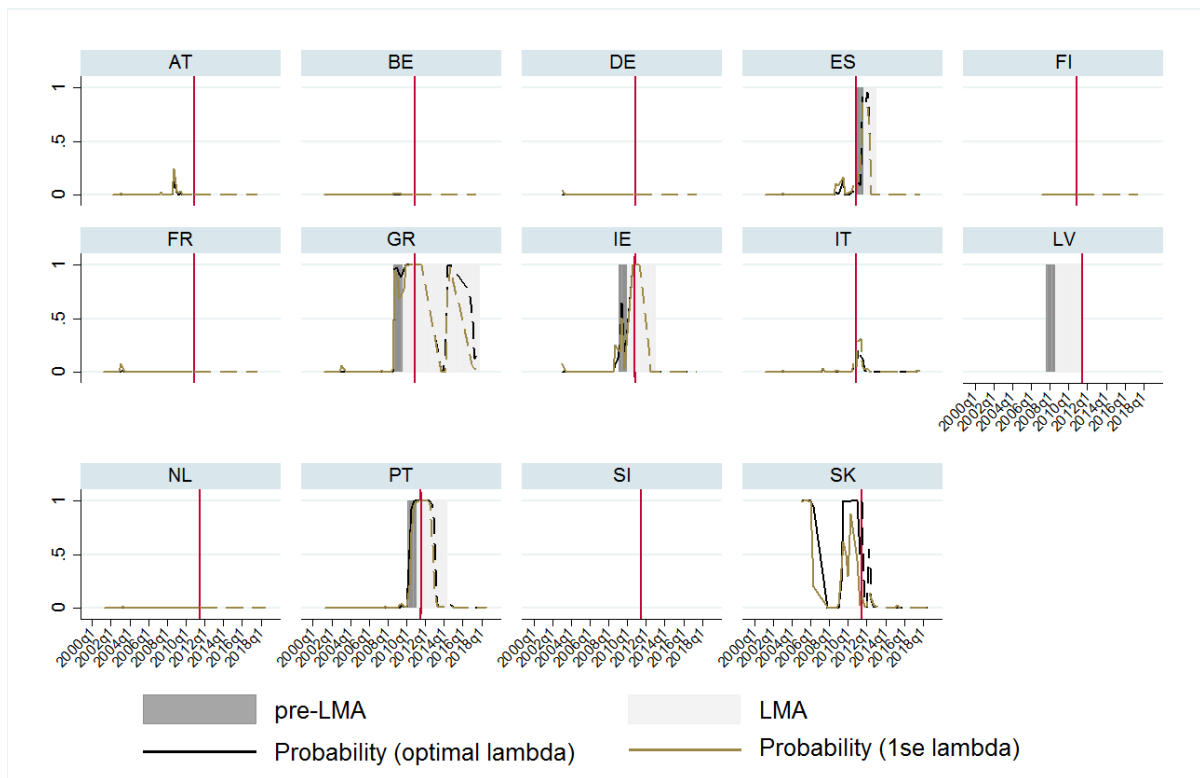 AT BE DE ES FI
1
.5
0
FR GR IE IT LV
1
.5
0
2000q1 2002q1 2004q1 2006q1 2008q1 2010q1 2012q1 2014q1 2016q1 2018q1
NL PT SI SK
1
.5
0
2000q1 2002q1 2004q1 2006q1 2008q1 2010q1 2012q1 2014q1 2016q1 2018q1
2000q1 2002q1 2004q1 2006q1 2008q1 2010q1 2012q1 2014q1 2016q1 2018q1
2000q1 2002q1 2004q1 2006q1 2008q1 2010q1 2012q1 2014q1 2016q1 2018q1
2000q1 2002q1 2004q1 2006q1 2008q1 2010q1 2012q1 2014q1 2016q1 2018q1
pre-LMA LMA
Probability (optimal lambda) Probability (1se lambda)